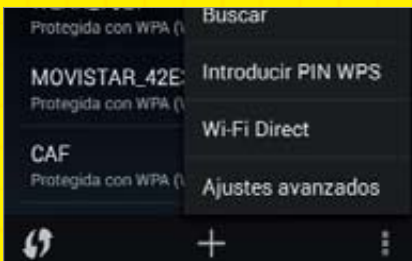 Buscar
Protegida con WPA
MOVISTAR_42E
Introducir PIN WPS
Protegida con WPA
Wi-Fi Direct
CAF
Protegida con WPA
Ajustes avanzados